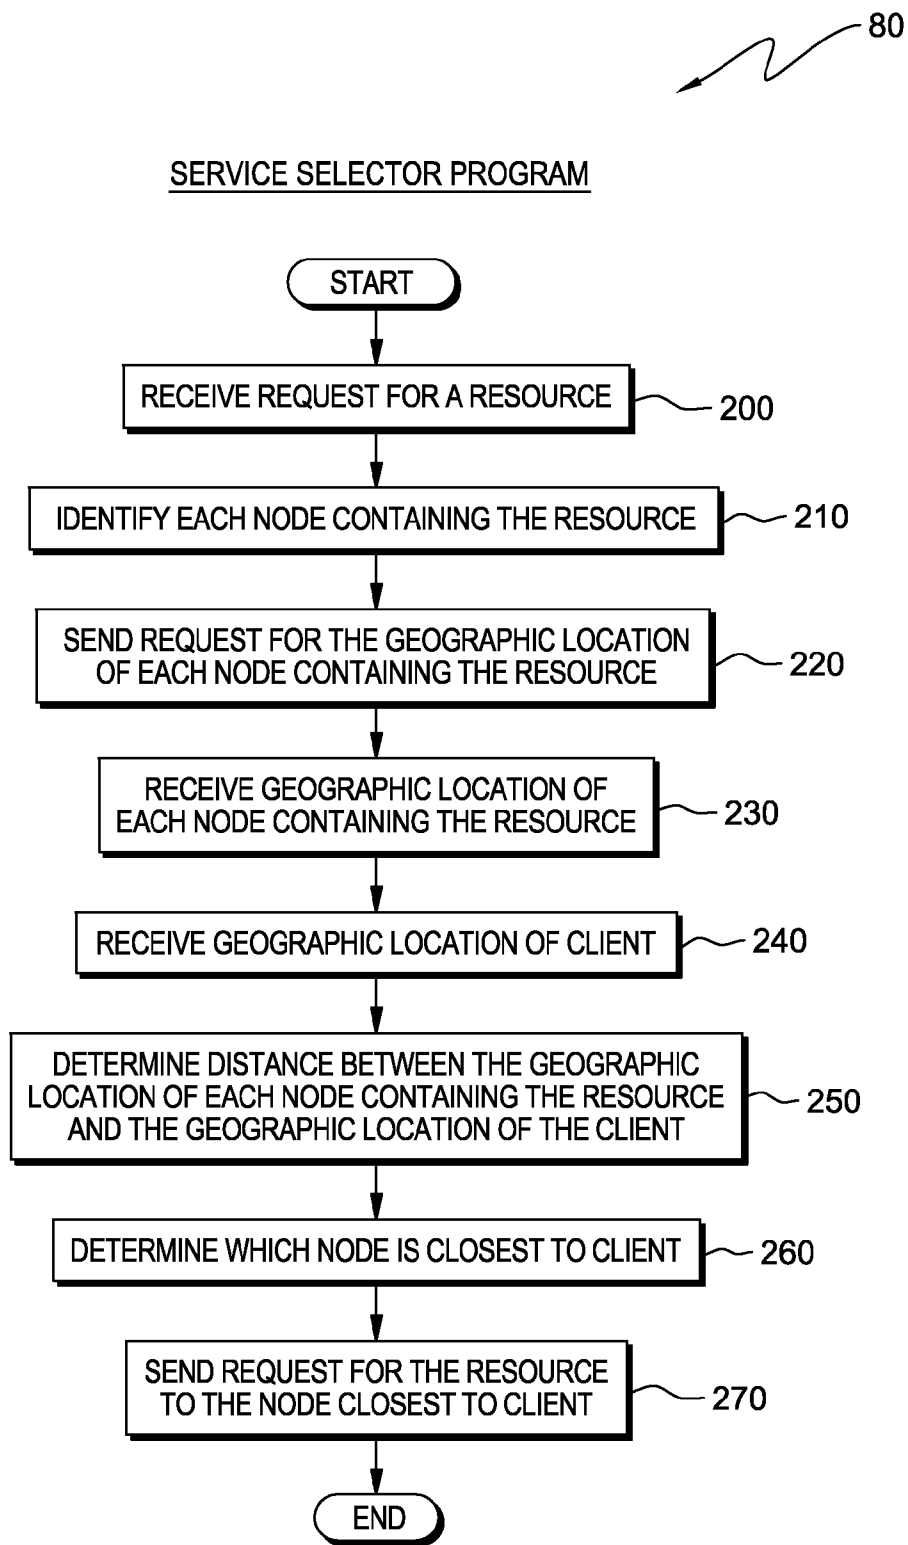 80
SERVICE SELECTOR PROGRAM
START
RECEIVE REQUEST FOR A RESOURCE
200
IDENTIFY EACH NODE CONTAINING THE RESOURCE
210
SEND REQUEST FOR THE GEOGRAPHIC LOCATION
OF EACH NODE CONTAINING THE RESOURCE
220
RECEIVE GEOGRAPHIC LOCATION OF
EACH NODE CONTAINING THE RESOURCE
230
RECEIVE GEOGRAPHIC LOCATION OF CLIENT
240
DETERMINE DISTANCE BETWEEN THE GEOGRAPHIC
LOCATION OF EACH NODE CONTAINING THE RESOURCE
AND THE GEOGRAPHIC LOCATION OF THE CLIENT
250
DETERMINE WHICH NODE IS CLOSEST TO CLIENT
260
SEND REQUEST FOR THE RESOURCE
TO THE NODE CLOSEST TO CLIENT
270
END